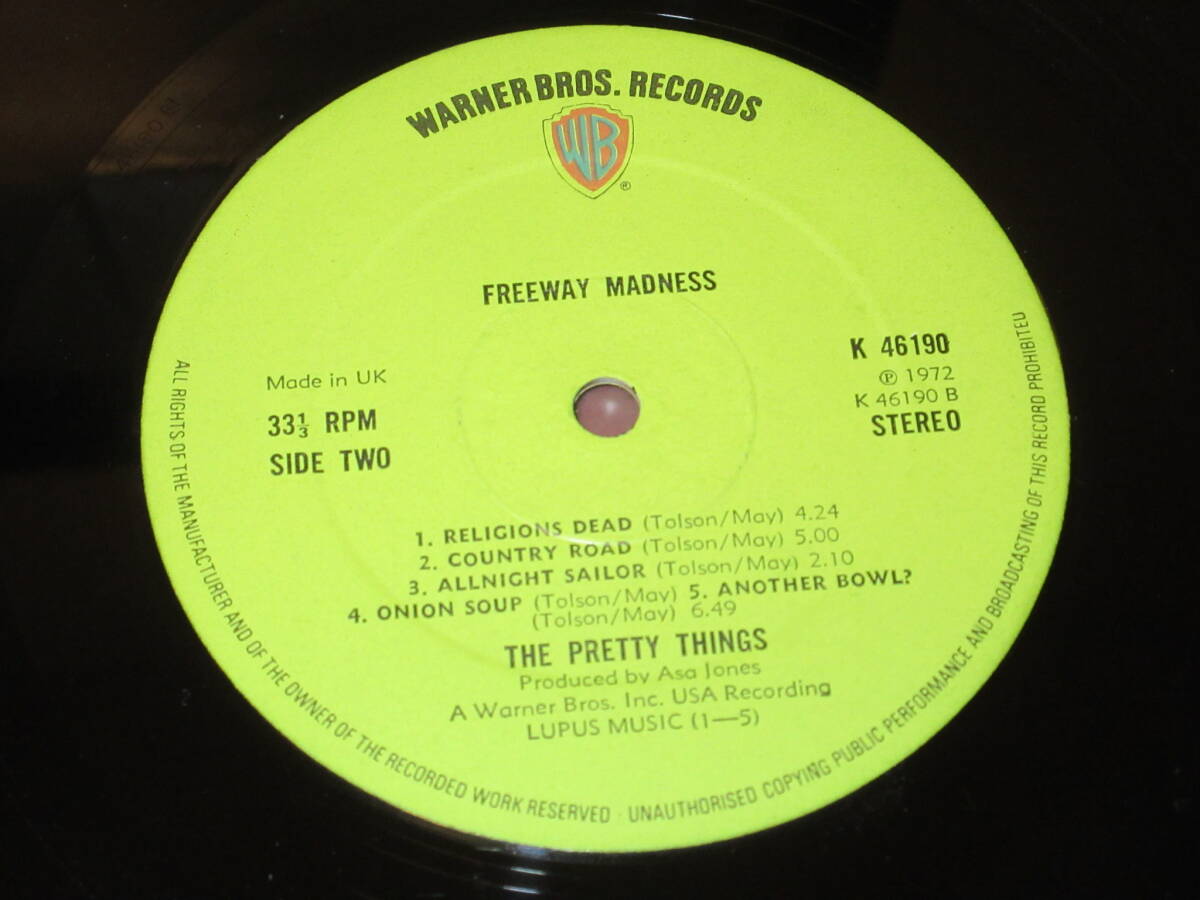 WARNER BROS. RECORDS
WB
®
FREEWAY MADNESS
Made in UK
33⅓ RPM
SIDE TWO
K 46190
℗ 1972
K 46190 B
STEREO
1. RELIGIONS DEAD (Tolson/May) 4.24
2. COUNTRY ROAD (Tolson/May) 5.00
3. ALLNIGHT SAILOR (Tolson/May) 2.10
4. ONION SOUP (Tolson/May) 5. ANOTHER BOWL?
(Tolson/May) 6.49
THE PRETTY THINGS
Produced by Asa Jones
A Warner Bros. Inc. USA Recording
LUPUS MUSIC (1—5)
ALL RIGHTS OF THE MANUFACTURER AND OF THE OWNER OF THE RECORDED WORK RESERVED · UNAUTHORISED COPYING PUBLIC PERFORMANCE AND BROADCASTING OF THIS RECORD PROHIBITED